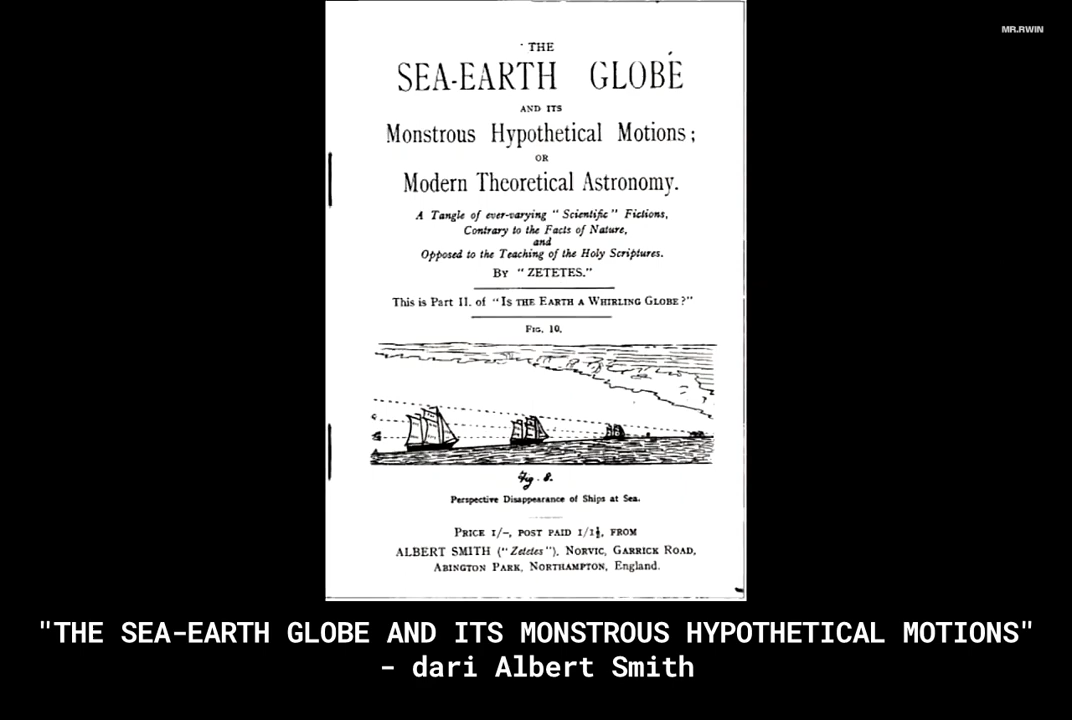 MR.RWIN
THE
SEA-EARTH GLOBE
AND ITS
Monstrous Hypothetical Motions;
OR
Modern Theoretical Astronomy.
A Tangle of ever-varying "Scientific" Fictions,
Contrary to the Facts of Nature,
and
Opposed to the Teaching of the Holy Scriptures.
By "ZETETES."
This is Part II. of "Is the Earth a Whirling Globe?"
Fig. 10.
Fig. 8.
Perspective Disappearance of Ships at Sea.
Price 1/-, post paid 1/1½, from
ALBERT SMITH ("Zetetes"), Norvic, Garrick Road,
Abington Park, Northampton, England.
"THE SEA-EARTH GLOBE AND ITS MONSTROUS HYPOTHETICAL MOTIONS"
- dari Albert Smith